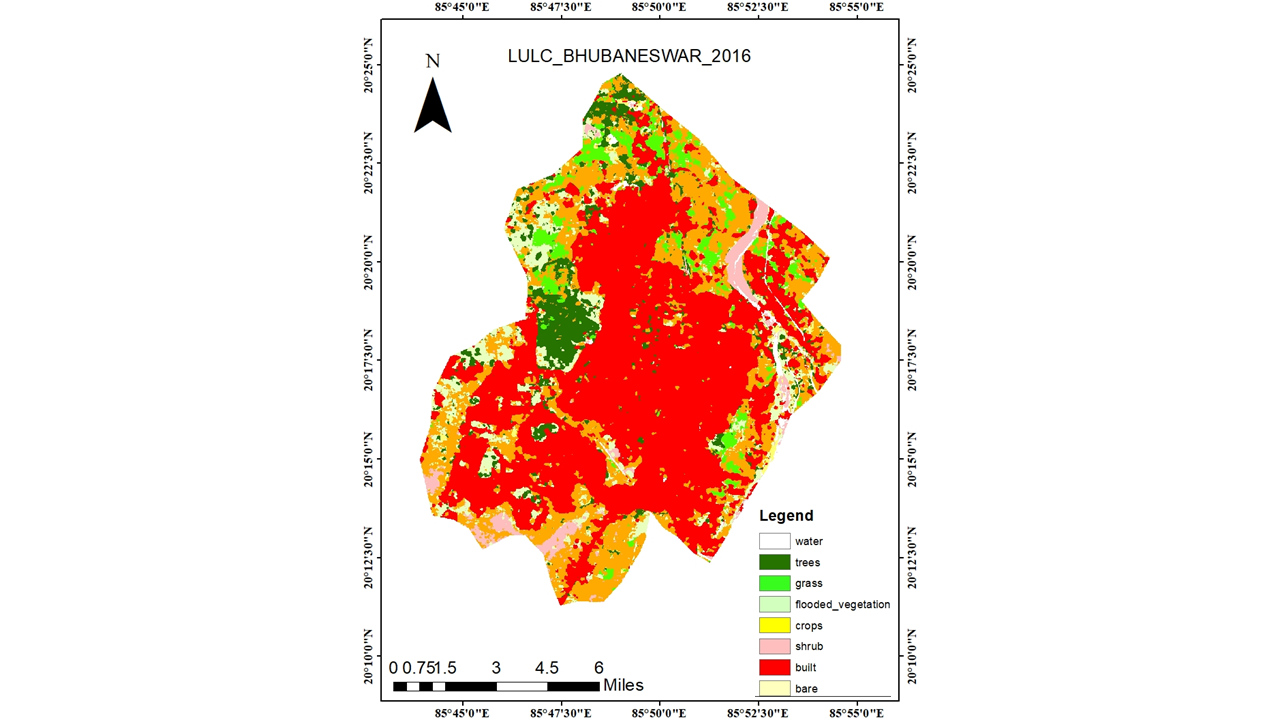 85°45'0"E 85°47'30"E 85°50'0"E 85°52'30"E 85°55'0"E
LULC_BHUBANESWAR_2016
N
20°25'0"N 20°25'0"N
20°22'30"N 20°22'30"N
20°20'0"N 20°20'0"N
20°17'30"N 20°17'30"N
20°15'0"N 20°15'0"N
20°12'30"N 20°12'30"N
20°10'0"N 20°10'0"N
Legend
water
trees
grass
flooded_vegetation
crops
shrub
built
bare
0 0.751.5 3 4.5 6
Miles
85°45'0"E 85°47'30"E 85°50'0"E 85°52'30"E 85°55'0"E